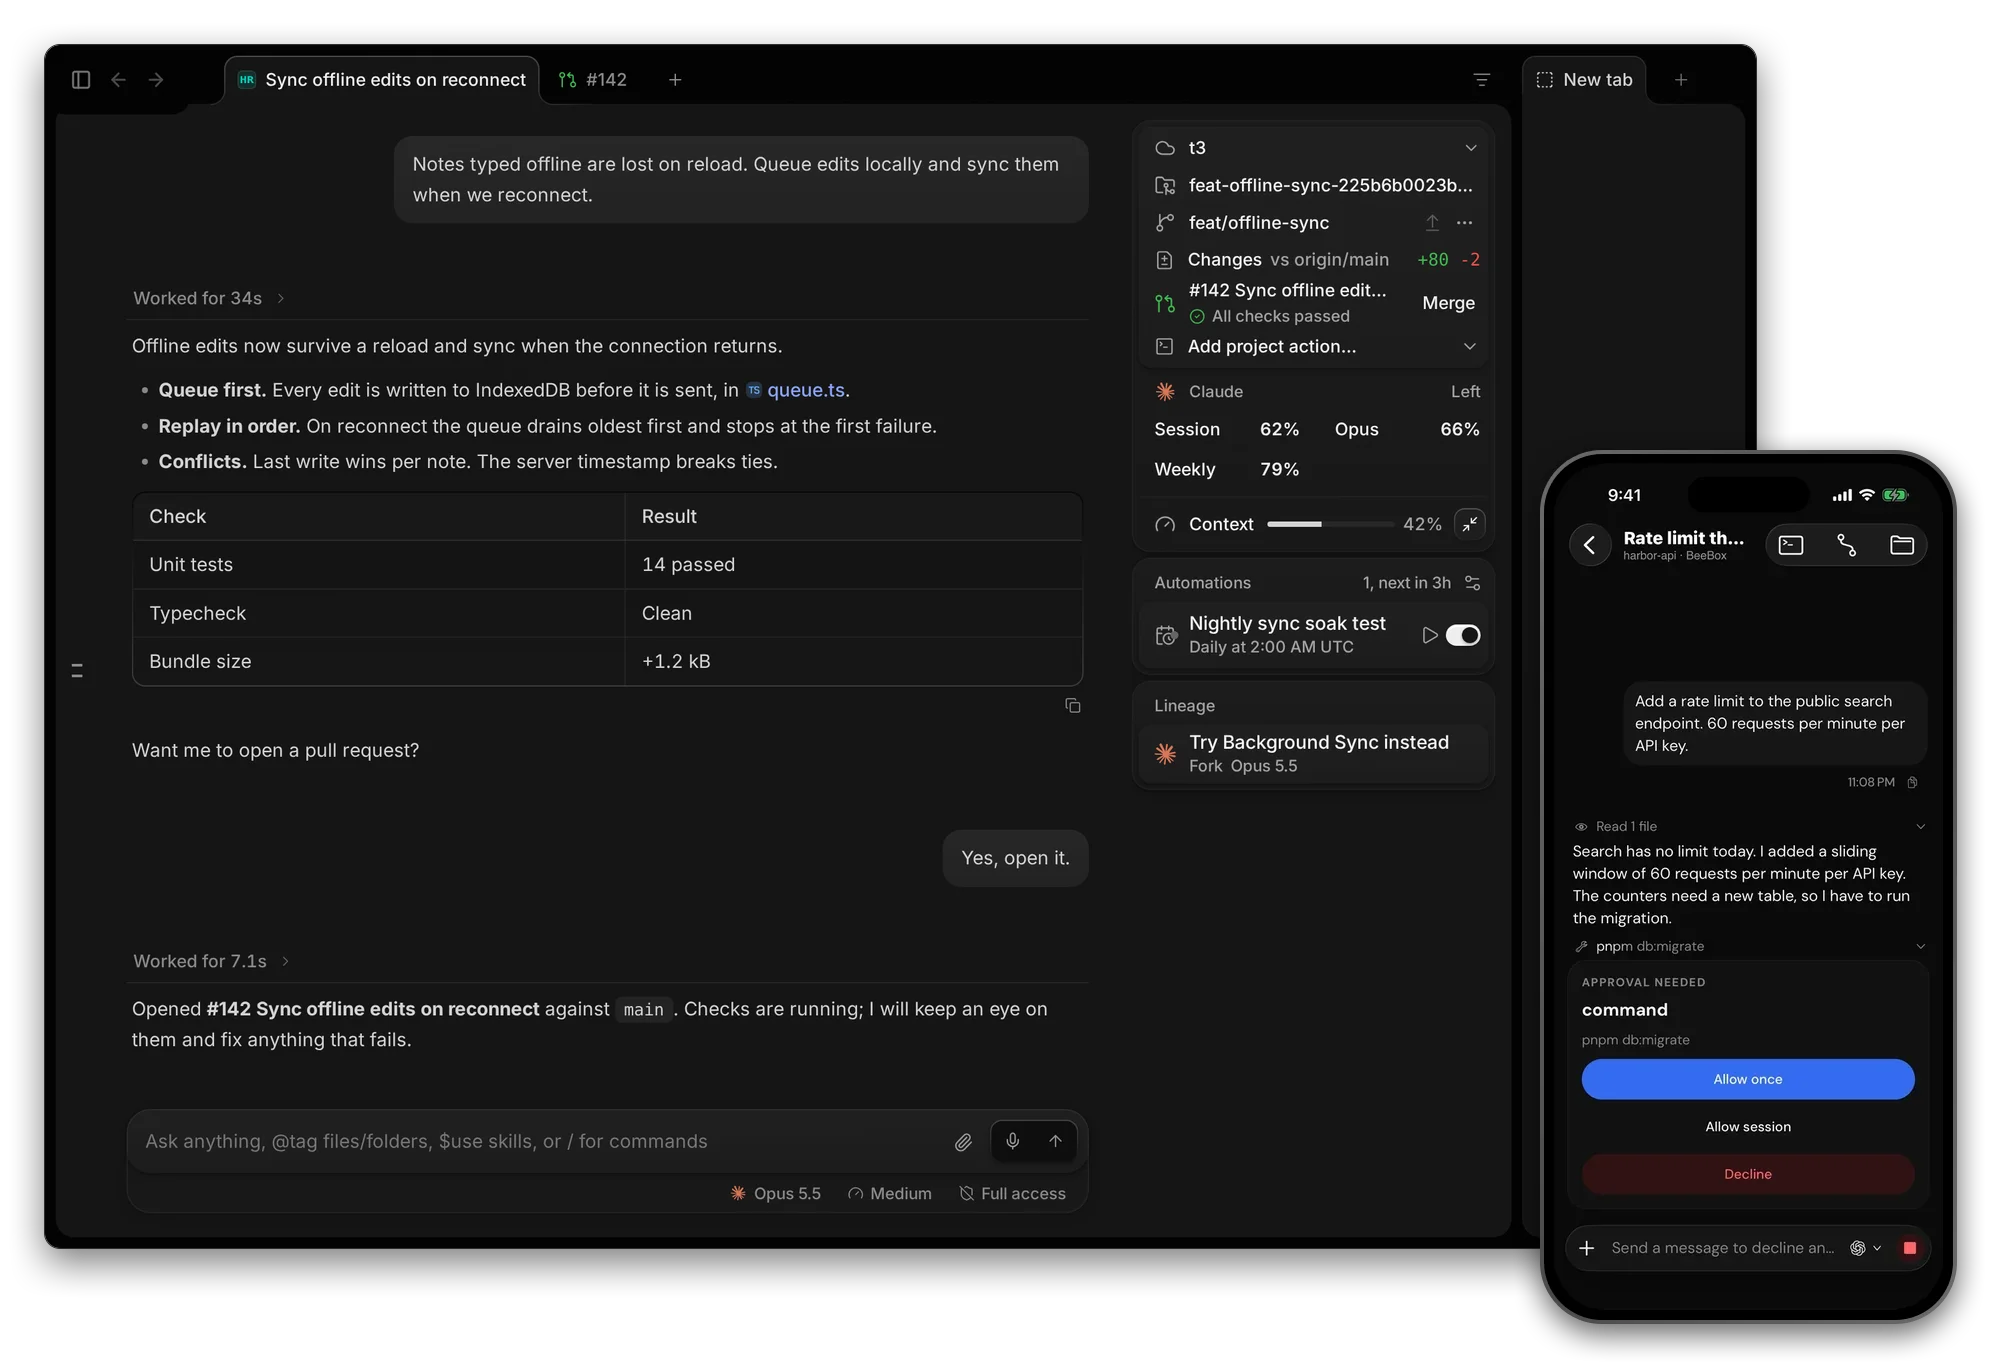 HR Sync offline edits on reconnect
#142
New tab
Notes typed offline are lost on reload. Queue edits locally and sync them
when we reconnect.
Worked for 34s
Offline edits now survive a reload and sync when the connection returns.
• Queue first. Every edit is written to IndexedDB before it is sent, in TS queue.ts.
• Replay in order. On reconnect the queue drains oldest first and stops at the first failure.
• Conflicts. Last write wins per note. The server timestamp breaks ties.
Check Result
Unit tests 14 passed
Typecheck Clean
Bundle size +1.2 kB
Want me to open a pull request?
Yes, open it.
Worked for 7.1s
Opened #142 Sync offline edits on reconnect against main. Checks are running; I will keep an eye on
them and fix anything that fails.
Ask anything, @tag files/folders, $use skills, or / for commands
Opus 5.5 Medium Full access
t3
feat-offline-sync-225b6b0023b...
feat/offline-sync
Changes vs origin/main +80 -2
#142 Sync offline edit...
All checks passed
Merge
Add project action...
Claude Left
Session 62% Opus 66%
Weekly 79%
Context 42%
Automations 1, next in 3h
Nightly sync soak test
Daily at 2:00 AM UTC
Lineage
Try Background Sync instead
Fork Opus 5.5
9:41
Rate limit th...
harbor-api · BeeBox
Add a rate limit to the public search
endpoint. 60 requests per minute per
API key.
11:08 PM
Read 1 file
Search has no limit today. I added a sliding
window of 60 requests per minute per API key.
The counters need a new table, so I have to run
the migration.
pnpm db:migrate
APPROVAL NEEDED
command
pnpm db:migrate
Allow once
Allow session
Decline
Send a message to decline an...